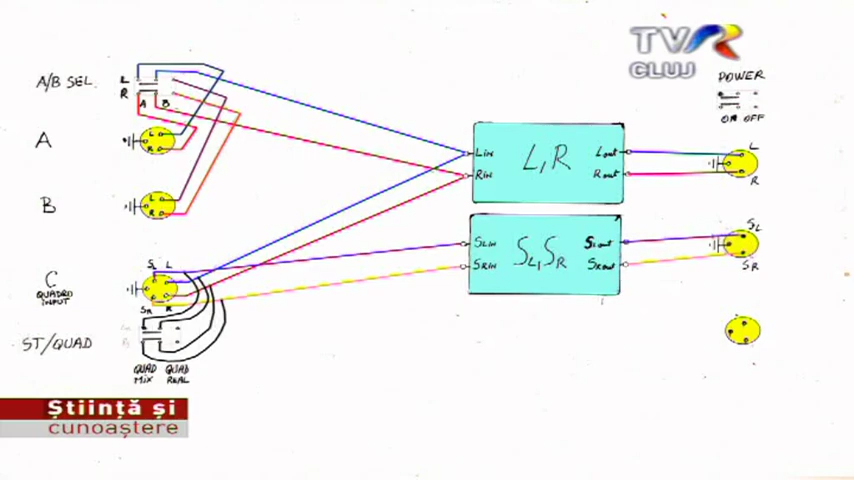 TVR
CLUJ
POWER
ON OFF
A/B SEL
L
R
A B
A
L
R
B
L
R
C
QUADRO
INPUT
SL L
SR R
ST/QUAD
QUAD QUAD
MIX REAL
Lin
Rin
L,R
Lout
Rout
SLin
SRin
SL,SR
SLout
SRout
L
R
SL
SR
Știință și
cunoaștere